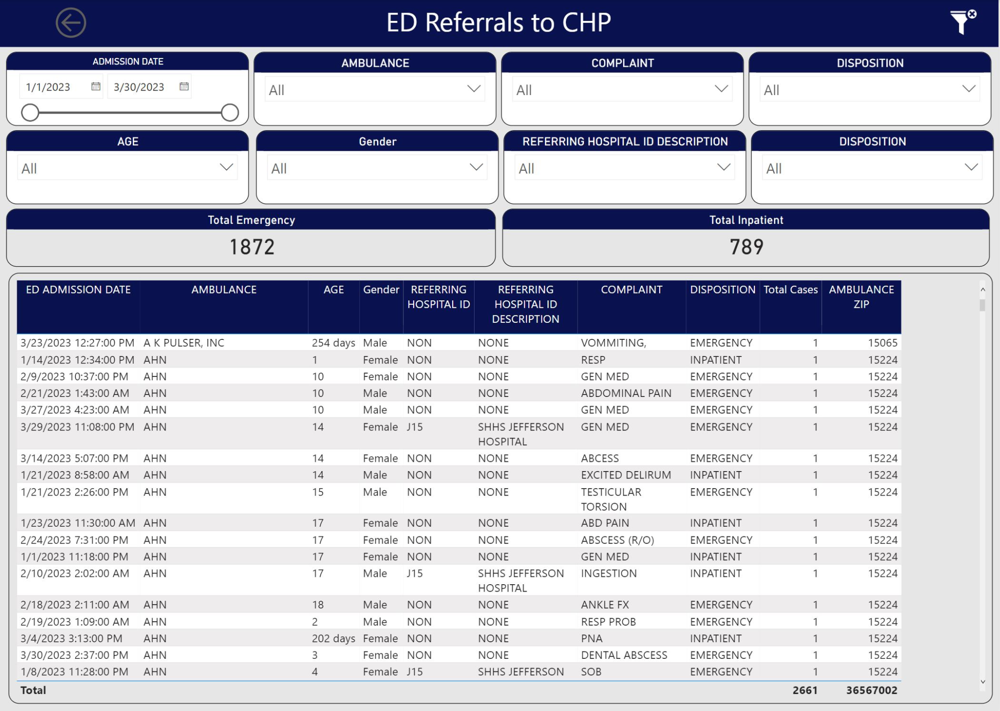 ED Referrals to CHP
ADMISSION DATE
1/1/2023 3/30/2023
AMBULANCE
All
COMPLAINT
All
DISPOSITION
All
AGE
All
Gender
All
REFERRING HOSPITAL ID DESCRIPTION
All
DISPOSITION
All
Total Emergency
1872
Total Inpatient
789
ED ADMISSION DATE AMBULANCE AGE Gender REFERRING COMPLAINT DISPOSITION Total Cases AMBULANCE
HOSPITAL ID
REFERRING
HOSPITAL ID
DESCRIPTION
ZIP
3/23/2023 12:27:00 PM A K PULSER, INC 254 days Male NON NONE VOMMITING, EMERGENCY 1 15065
1/14/2023 12:34:00 PM AHN 1 Female NON NONE RESP INPATIENT 1 15224
2/9/2023 10:37:00 PM AHN 10 Female NON NONE GEN MED EMERGENCY 1 15224
2/21/2023 1:43:00 AM AHN 10 Male NON NONE ABDOMINAL PAIN EMERGENCY 1 15224
3/27/2023 4:23:00 AM AHN 10 Male NON NONE GEN MED EMERGENCY 1 15224
3/29/2023 11:08:00 PM AHN 14 Female J15 SHHS JEFFERSON GEN MED EMERGENCY 1 15224
HOSPITAL
3/14/2023 5:07:00 PM AHN 14 Female NON NONE ABCESS EMERGENCY 1 15224
1/21/2023 8:58:00 AM AHN 14 Male NON NONE EXCITED DELIRUM INPATIENT 1 15224
1/21/2023 2:26:00 PM AHN 15 Male NON NONE TESTICULAR EMERGENCY 1 15224
TORSION
1/23/2023 11:30:00 AM AHN 17 Female NON NONE ABD PAIN INPATIENT 1 15224
2/24/2023 7:31:00 PM AHN 17 Female NON NONE ABSCESS (R/O) EMERGENCY 1 15224
1/1/2023 11:18:00 PM AHN 17 Female NON NONE GEN MED INPATIENT 1 15224
2/10/2023 2:02:00 AM AHN 17 Male J15 SHHS JEFFERSON INGESTION INPATIENT 1 15224
HOSPITAL
2/18/2023 2:11:00 AM AHN 18 Male NON NONE ANKLE FX EMERGENCY 1 15224
2/19/2023 1:09:00 AM AHN 2 Male NON NONE RESP PROB EMERGENCY 1 15224
3/4/2023 3:13:00 PM AHN 202 days Female NON NONE PNA INPATIENT 1 15224
3/30/2023 2:37:00 PM AHN 3 Female NON NONE DENTAL ABSCESS EMERGENCY 1 15224
1/8/2023 11:28:00 PM AHN 4 Female J15 SHHS JEFFERSON SOB EMERGENCY 1 15224
Total 2661 36567002